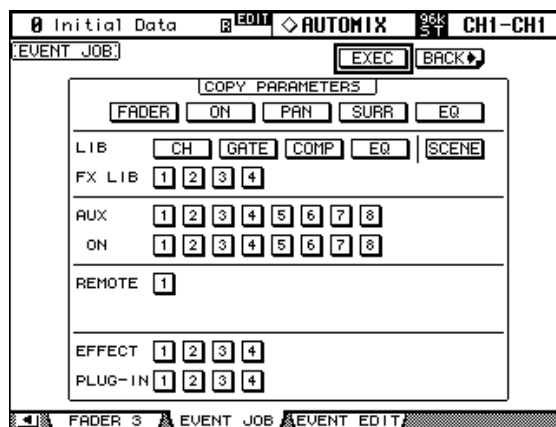 0 Initial Data EDIT AUTOMIX 96k ST CH1-CH1
EVENT JOB EXEC BACK
COPY PARAMETERS
FADER ON PAN SURR EQ
LIB CH GATE COMP EQ SCENE
FX LIB 1 2 3 4
AUX 1 2 3 4 5 6 7 8
ON 1 2 3 4 5 6 7 8
REMOTE 1
EFFECT 1 2 3 4
PLUG-IN 1 2 3 4
FADER 3 EVENT JOB EVENT EDIT